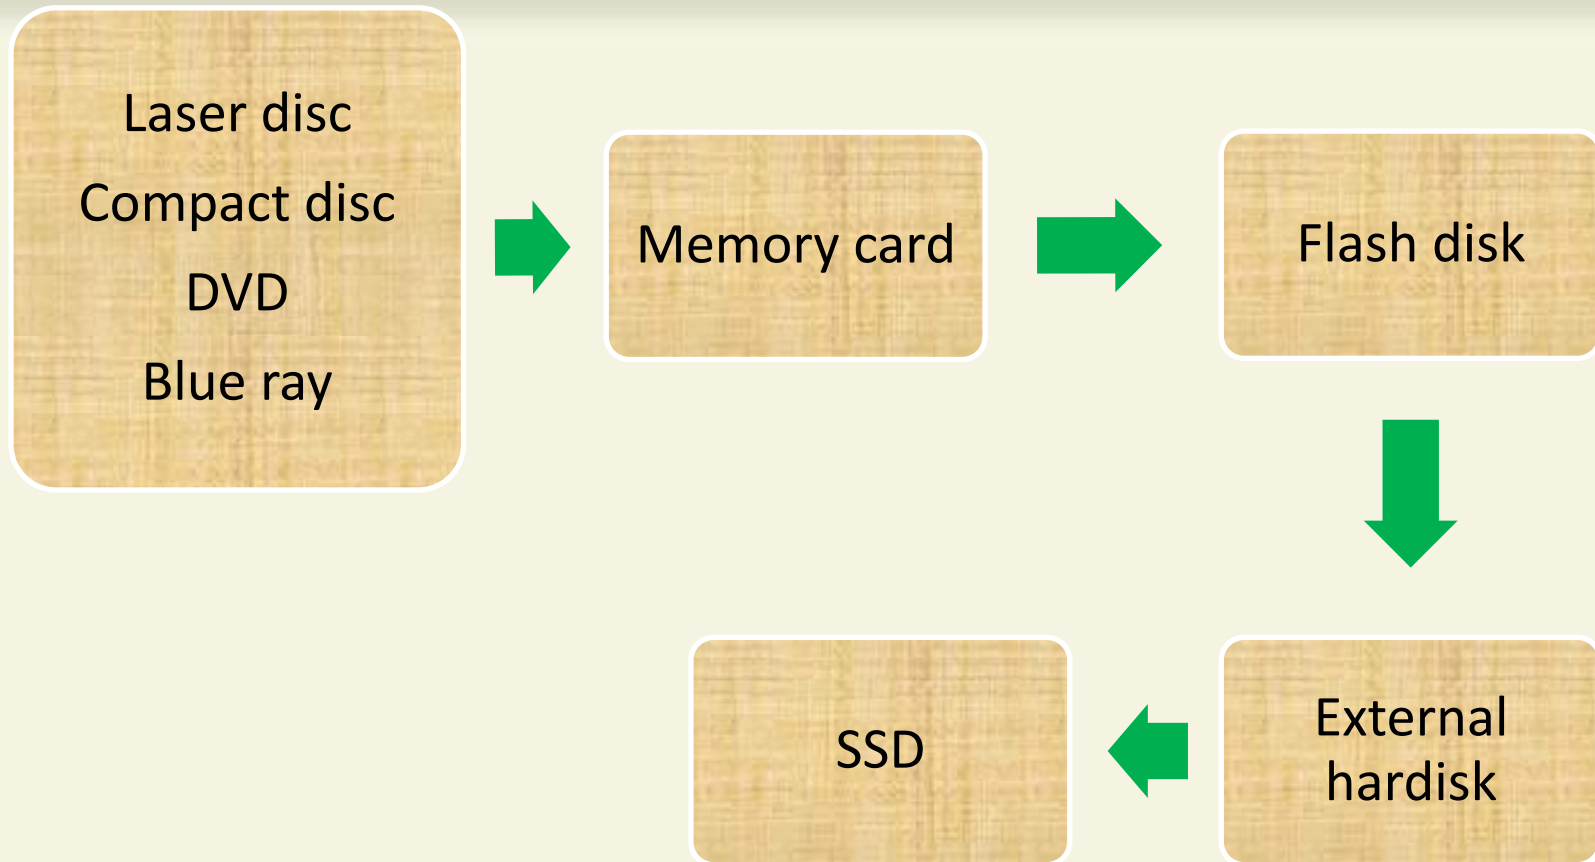 Laser disc
Compact disc
DVD
Blue ray
Memory card
Flash disk
External
hardisk
SSD